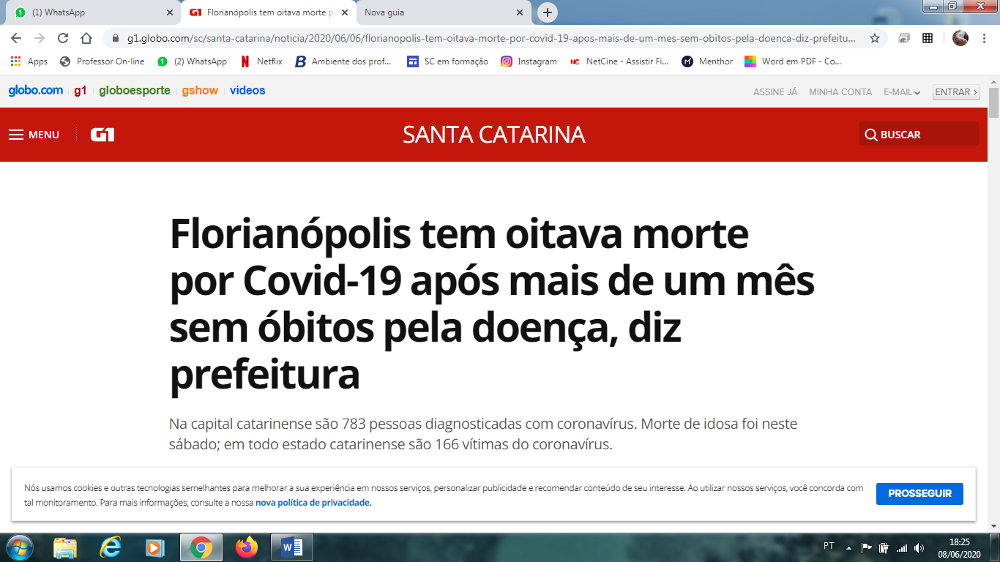 (1) WhatsApp
Florianópolis tem oitava morte p
Nova guia
g1.globo.com/sc/santa-catarina/noticia/2020/06/06/florianopolis-tem-oitava-morte-por-covid-19-apos-mais-de-um-mes-sem-obitos-pela-doenca-diz-prefeitu...
Apps Professor On-line (2) WhatsApp Netflix Ambiente dos prof... SC em formação Instagram NetCine - Assistir Fi... Menthor Word em PDF - Co...
globo.com g1 globoesporte gshow vídeos ASSINE JÁ MINHA CONTA E-MAIL ENTRAR
MENU G1 SANTA CATARINA BUSCAR
Florianópolis tem oitava morte
por Covid-19 após mais de um mês
sem óbitos pela doença, diz
prefeitura
Na capital catarinense são 783 pessoas diagnosticadas com coronavírus. Morte de idosa foi neste
sábado; em todo estado catarinense são 166 vítimas do coronavírus.
Nós usamos cookies e outras tecnologias semelhantes para melhorar a sua experiência em nossos serviços, personalizar publicidade e recomendar conteúdo de seu interesse. Ao utilizar nossos serviços, você concorda com
tal monitoramento. Para mais informações, consulte a nossa nova política de privacidade.
PROSSEGUIR
PT
18:25
08/06/2020